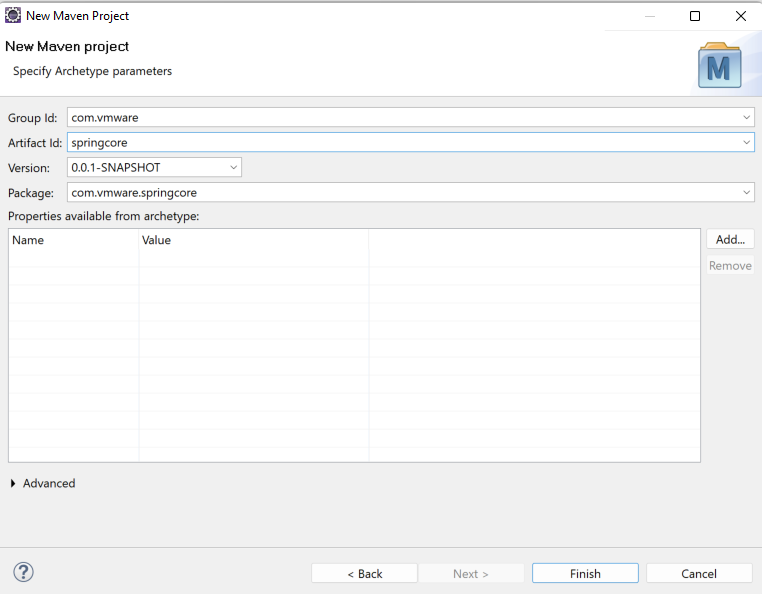 New Maven Project
New Maven project
Specify Archetype parameters
M
Group Id: com.vmware
Artifact Id: springcore
Version: 0.0.1-SNAPSHOT
Package: com.vmware.springcore
Properties available from archetype:
Name Value Add...
Remove
Advanced
? < Back Next > Finish Cancel